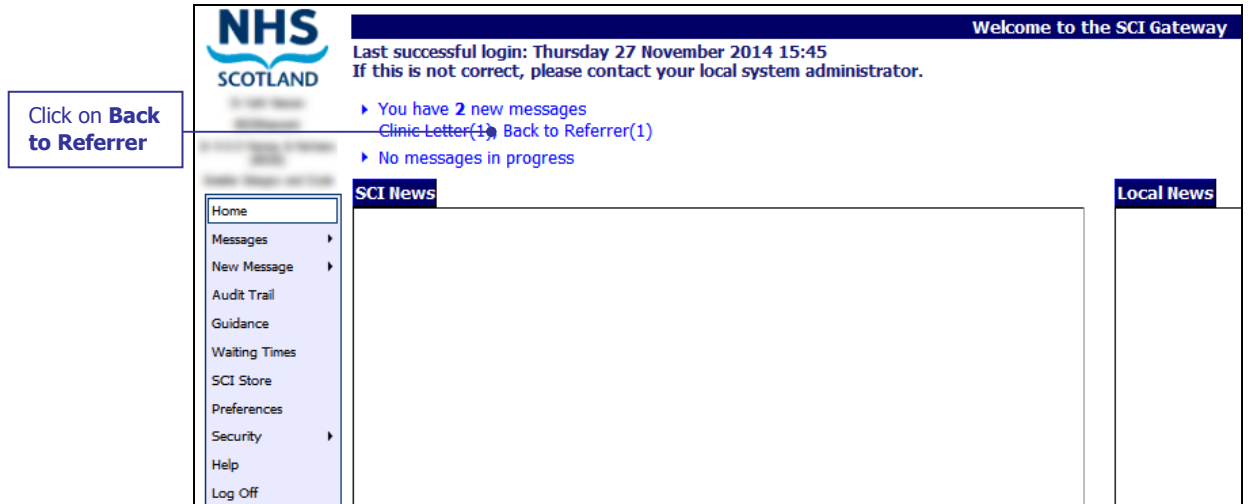 NHS
SCOTLAND
Welcome to the SCI Gateway
Last successful login: Thursday 27 November 2014 15:45
If this is not correct, please contact your local system administrator.
Click on Back
to Referrer
You have 2 new messages
Clinic Letter(1), Back to Referrer(1)
No messages in progress
SCI News
Local News
Home
Messages
New Message
Audit Trail
Guidance
Waiting Times
SCI Store
Preferences
Security
Help
Log Off